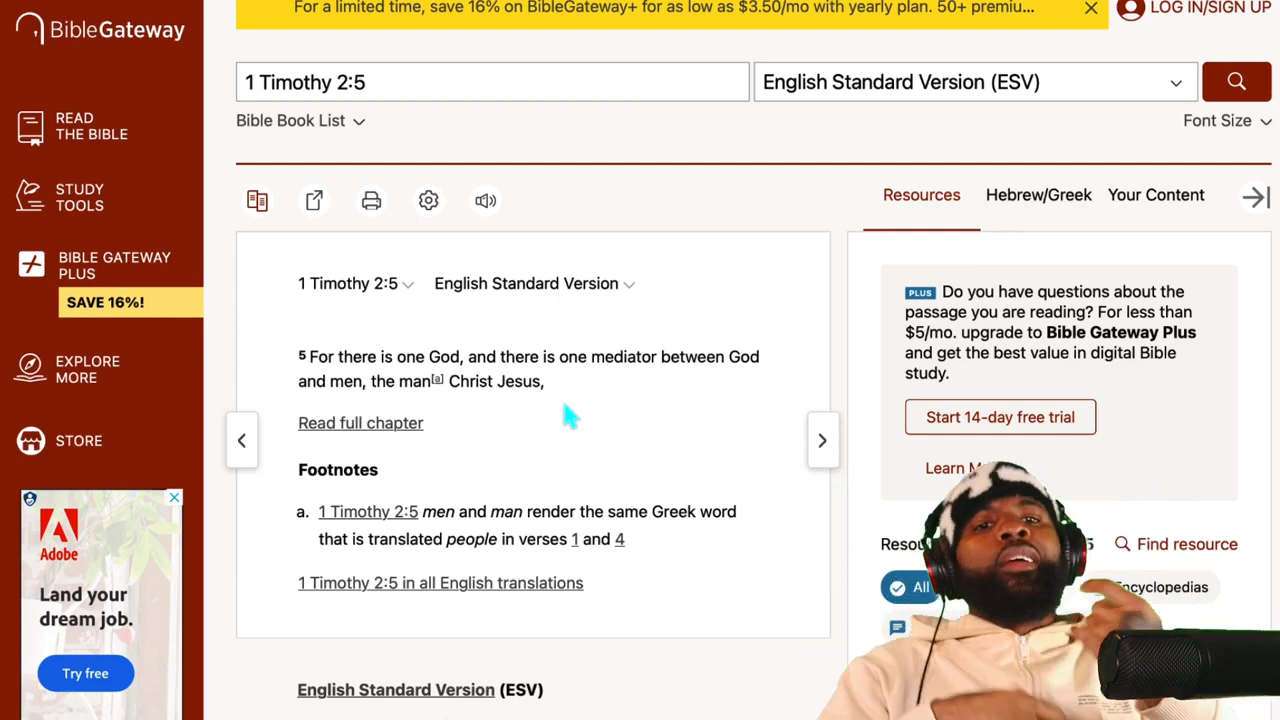 For a limited time, save 16% on BibleGateway+ for as low as $3.50/mo with yearly plan. 50+ premiu...
LOG IN/SIGN UP
BibleGateway
1 Timothy 2:5
English Standard Version (ESV)
Bible Book List
Font Size
READ
THE BIBLE
STUDY
TOOLS
BIBLE GATEWAY
PLUS
SAVE 16%!
EXPLORE
MORE
STORE
Resources
Hebrew/Greek
Your Content
1 Timothy 2:5
English Standard Version
5 For there is one God, and there is one mediator between God
and men, the man[a] Christ Jesus,
Read full chapter
Footnotes
a. 1 Timothy 2:5 men and man render the same Greek word
that is translated people in verses 1 and 4
1 Timothy 2:5 in all English translations
English Standard Version (ESV)
PLUS Do you have questions about the
passage you are reading? For less than
$5/mo. upgrade to Bible Gateway Plus
and get the best value in digital Bible
study.
Start 14-day free trial
Learn
5
Find resource
All
Adobe
Land your
dream job.
Try free